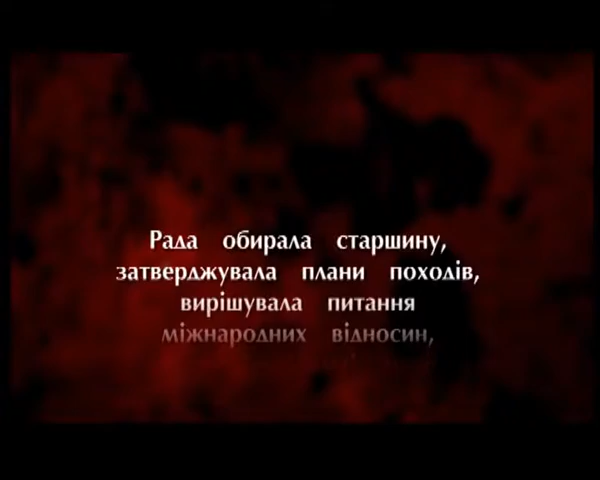 Рада обирала старшину,
затверджувала плани походів,
вирішувала питання
міжнародних відносин,